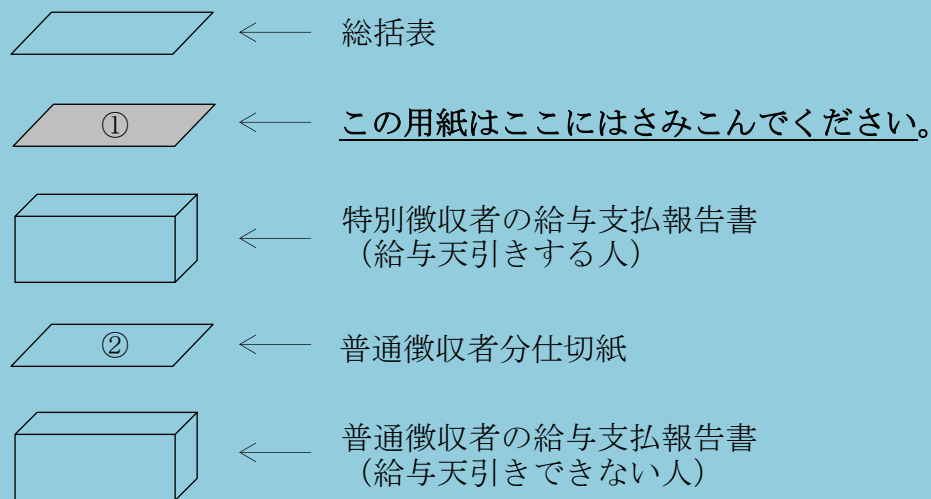 総括表
①
この用紙はここにはさみこんでください。
特別徴収者の給与支払報告書
（給与天引きする人）
②
普通徴収者分仕切紙
普通徴収者の給与支払報告書
（給与天引きできない人）